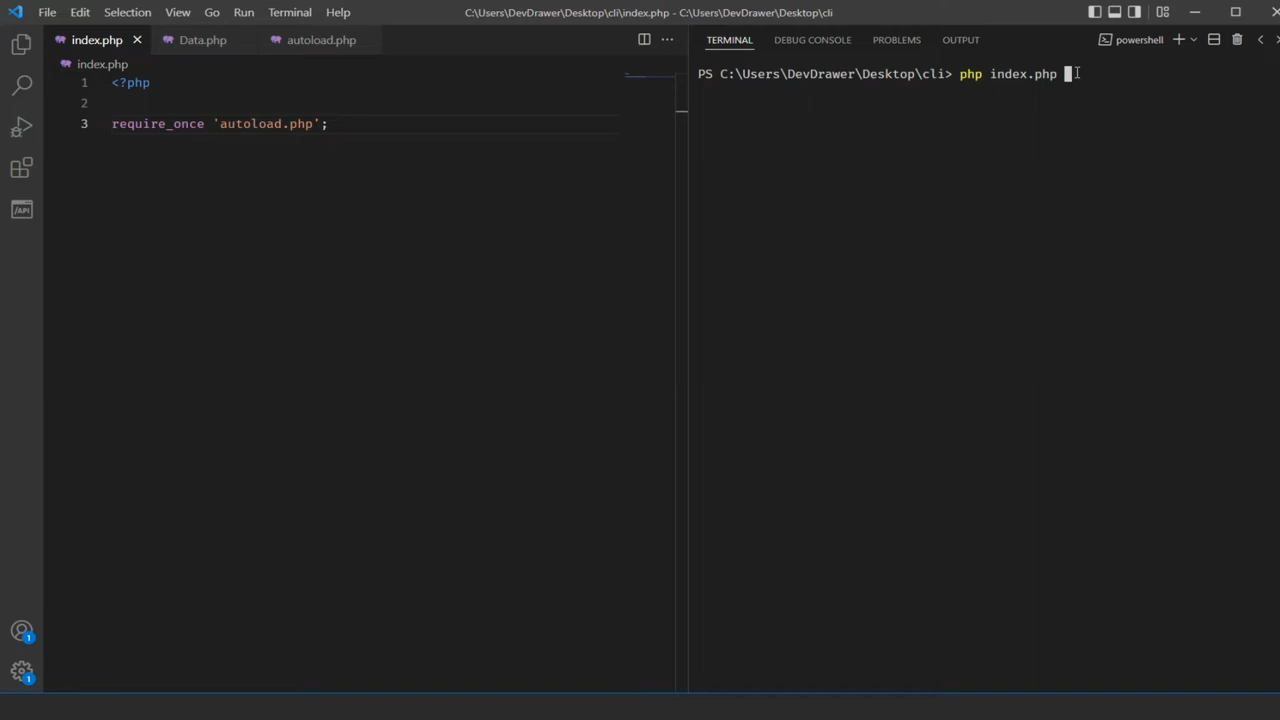 File Edit Selection View Go Run Terminal Help
C:\Users\DevDrawer\Desktop\cli\index.php - C:\Users\DevDrawer\Desktop\cli
index.php Data.php autoload.php
index.php
1 <?php
2
3 require_once 'autoload.php';
/API
1
1
TERMINAL DEBUG CONSOLE PROBLEMS OUTPUT
powershell
PS C:\Users\DevDrawer\Desktop\cli> php index.php